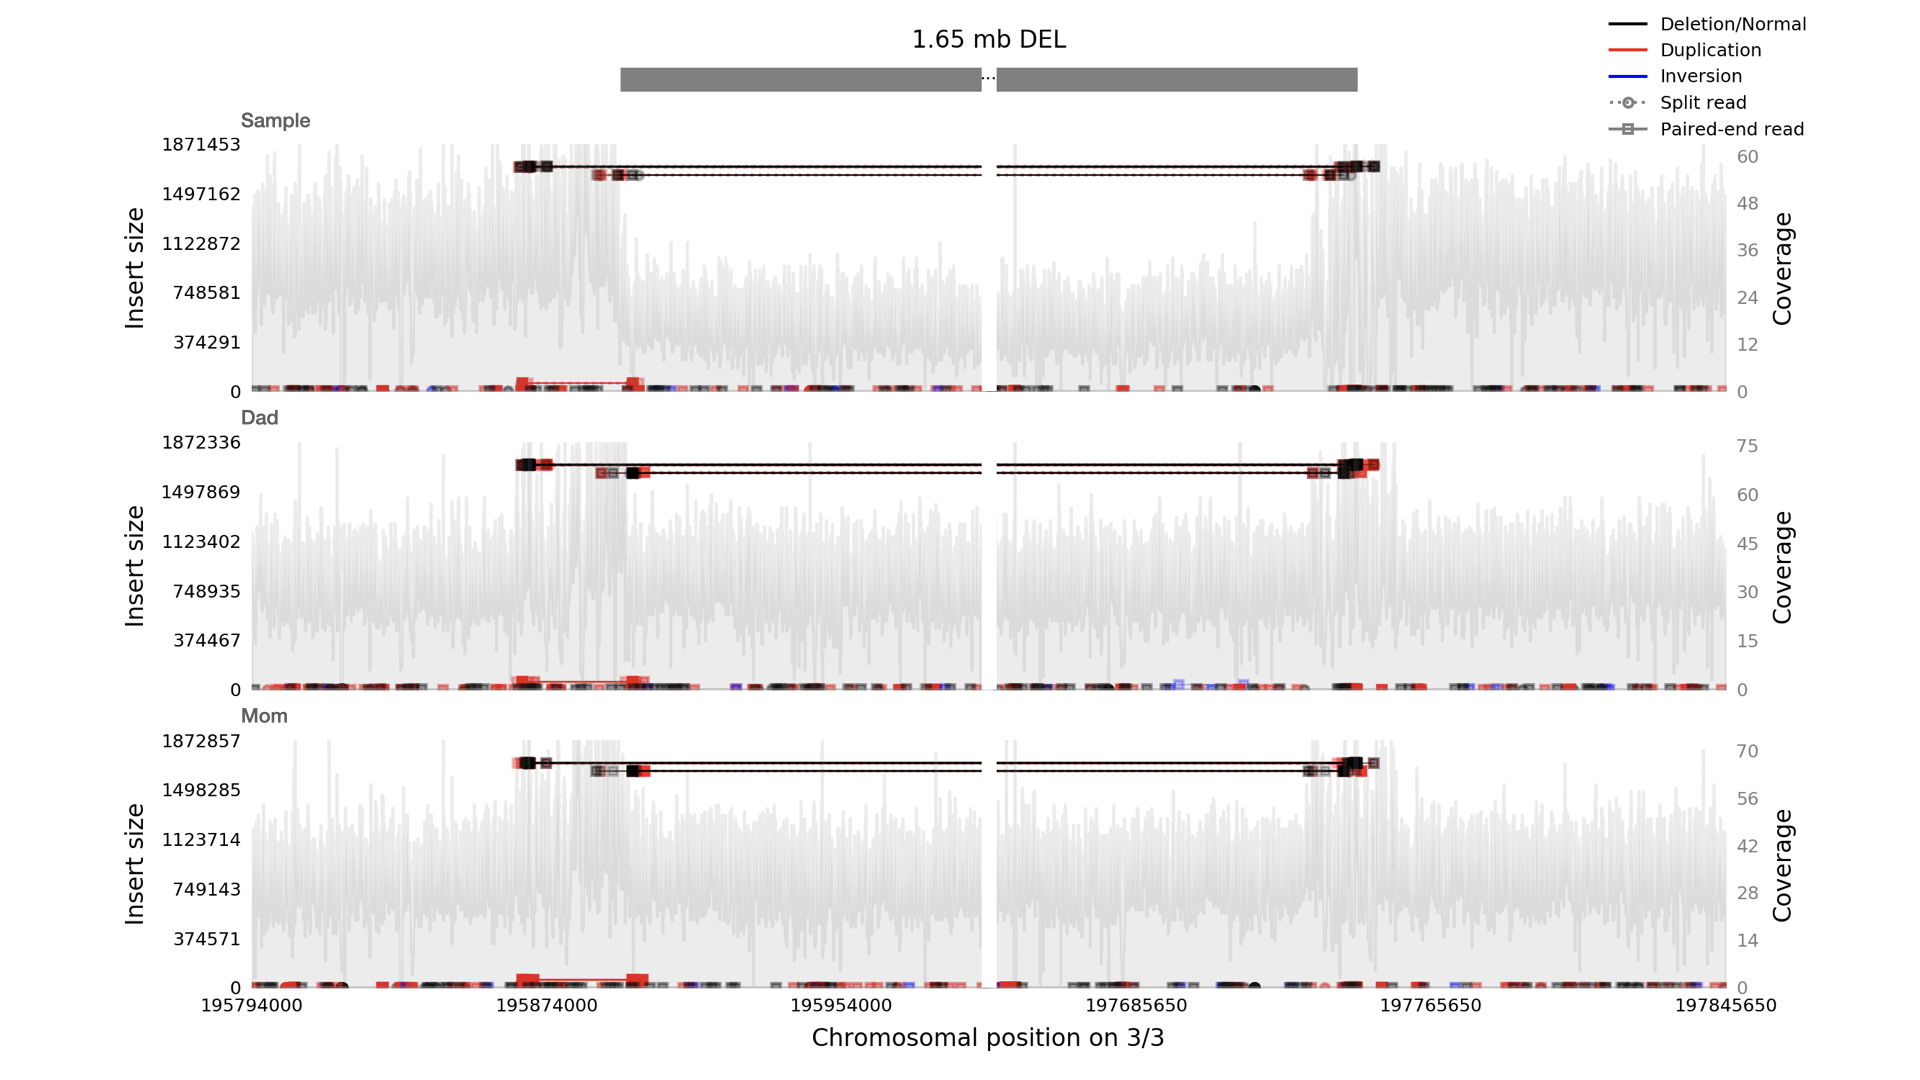 1.65 mb DEL
...
Deletion/Normal
Duplication
Inversion
Split read
Paired-end read
Sample
1871453
1497162
1122872
748581
374291
0
Insert size
60
48
36
24
12
0
Coverage
Dad
1872336
1497869
1123402
748935
374467
0
Insert size
75
60
45
30
15
0
Coverage
Mom
1872857
1498285
1123714
749143
374571
0
Insert size
70
56
42
28
14
0
Coverage
195794000 195874000 195954000 197685650 197765650 197845650
Chromosomal position on 3/3